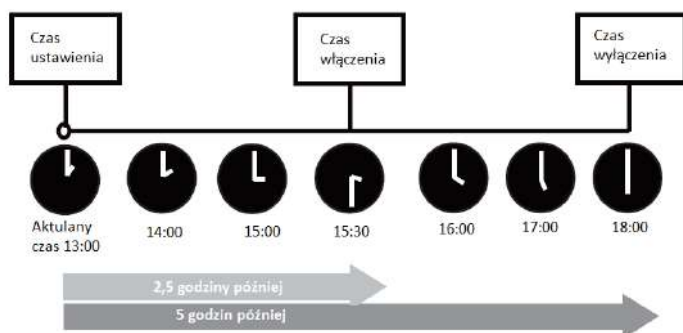 Czas
ustawienia
Czas
włączenia
Czas
wyłączenia
Aktulany
czas 13:00
14:00
15:00
15:30
16:00
17:00
18:00
2,5 godziny później
5 godzin później